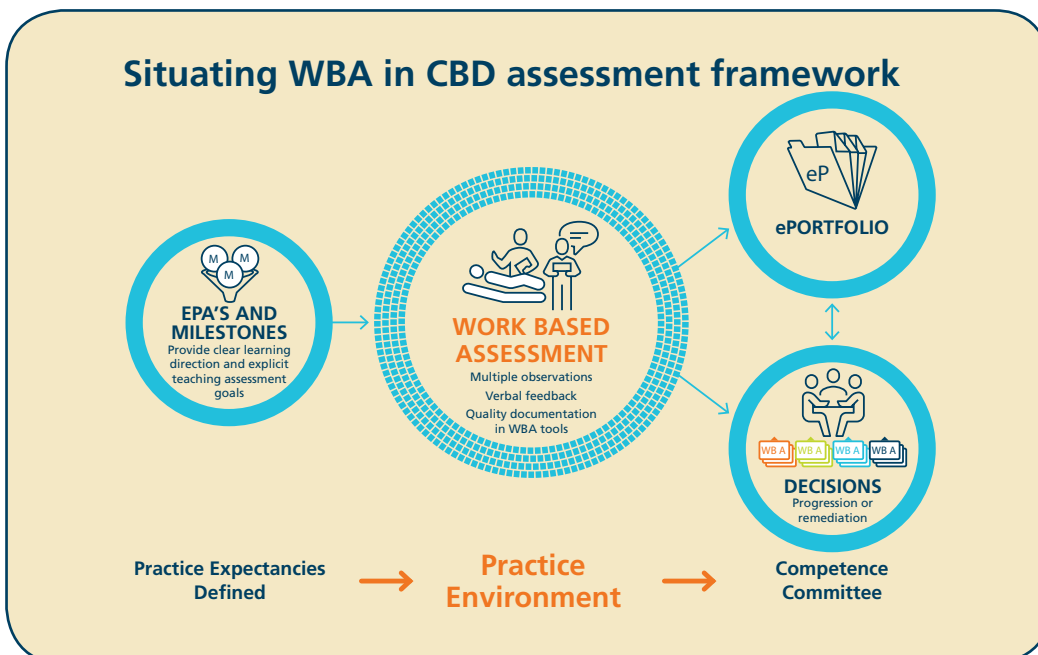 Situating WBA in CBD assessment framework
M
M
M
EPA'S AND
MILESTONES
Provide clear learning
direction and explicit
teaching assessment
goals
WORK BASED
ASSESSMENT
Multiple observations
Verbal feedback
Quality documentation
in WBA tools
eP
ePORTFOLIO
WB A
WB A
WB A
WB A
DECISIONS
Progression or
remediation
Practice Expectancies
Defined
Practice
Environment
Competence
Committee